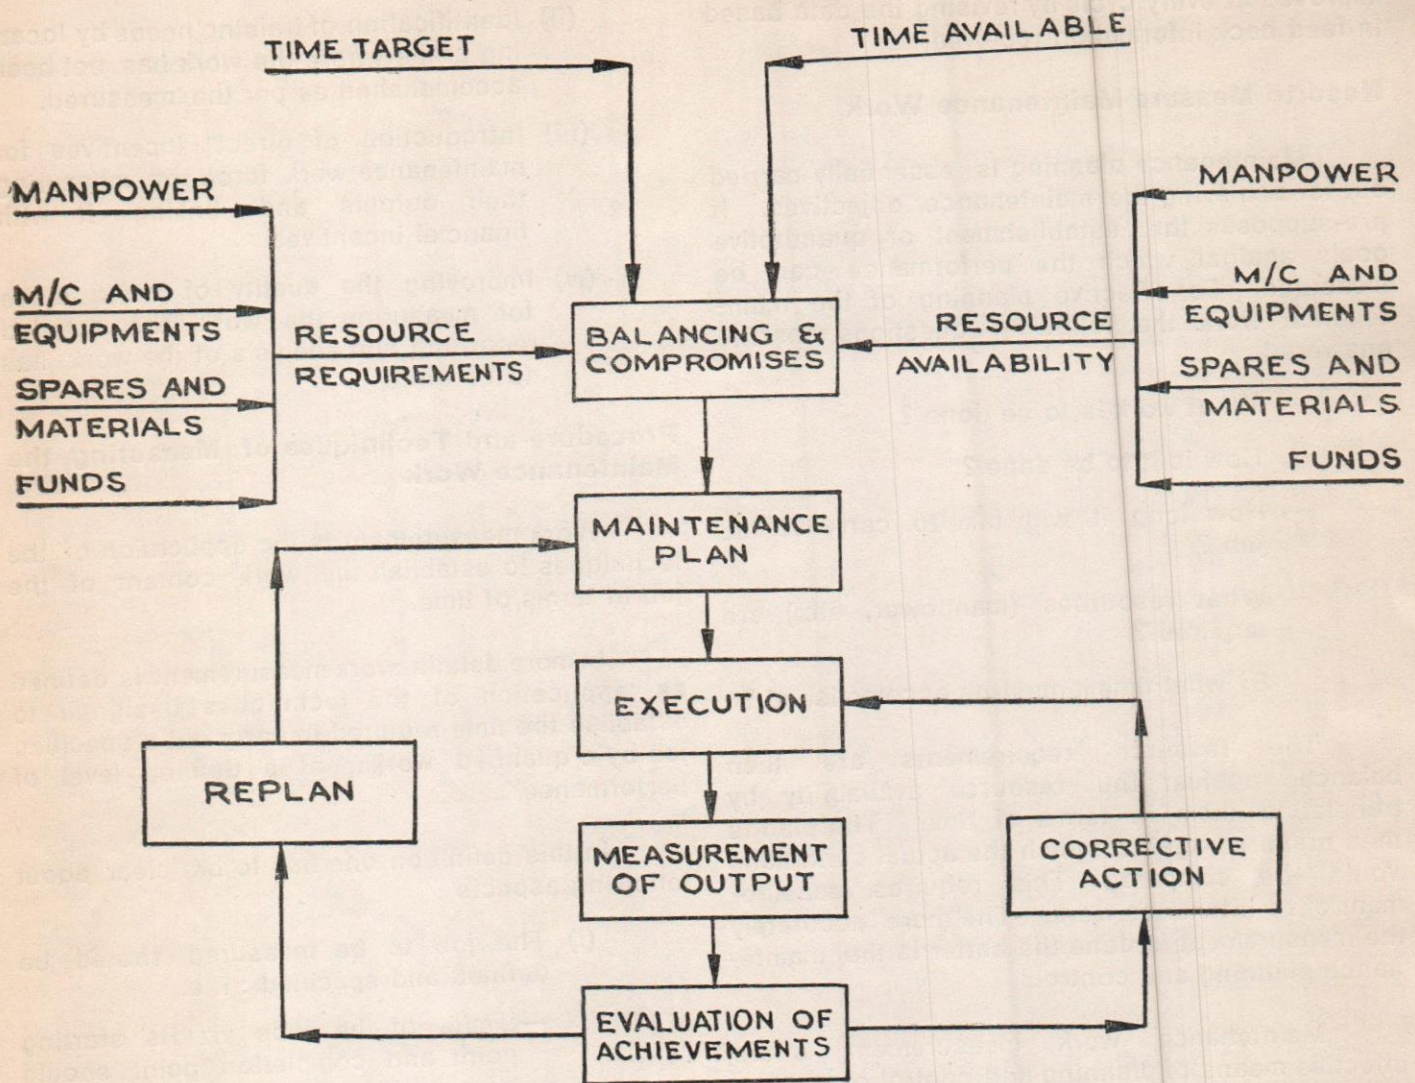 TIME TARGET
TIME AVAILABLE
MANPOWER
M/C AND
EQUIPMENTS
SPARES AND
MATERIALS
FUNDS
RESOURCE
REQUIREMENTS
BALANCING &
COMPROMISES
RESOURCE
AVAILABILITY
MANPOWER
M/C AND
EQUIPMENTS
SPARES AND
MATERIALS
FUNDS
MAINTENANCE
PLAN
EXECUTION
REPLAN
MEASUREMENT
OF OUTPUT
CORRECTIVE
ACTION
EVALUATION OF
ACHIEVEMENTS